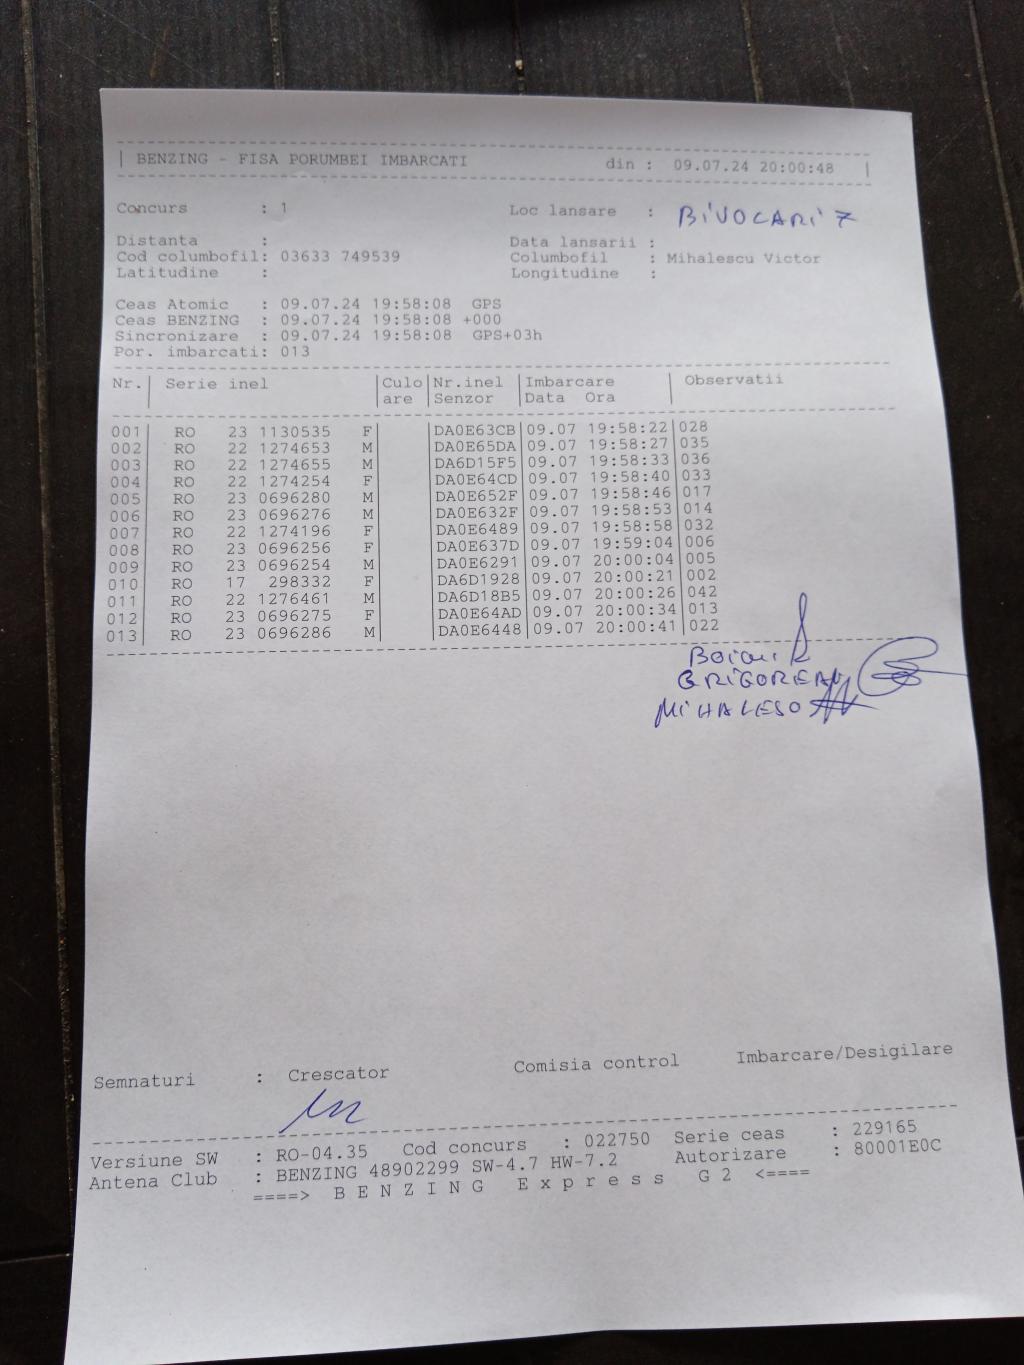 BENZING - FISA PORUMBEI IMBARCATI din : 09.07.24 20:00:48
Concurs : 1 Loc lansare : BIVOLARI 7
Distanta : Data lansarii :
Cod columbofil: 03633 749539 Columbofil : Mihalescu Victor
Latitudine : Longitudine :
Ceas Atomic : 09.07.24 19:58:08 GPS
Ceas BENZING : 09.07.24 19:58:08 +000
Sincronizare : 09.07.24 19:58:08 GPS+03h
Por. imbarcati: 013
Nr.| Serie inel |Culo|Nr.inel |Imbarcare |Observatii
| |are |Senzor |Data Ora |
001| RO 23 1130535 F| |DA0E63CB|09.07 19:58:22|028
002| RO 22 1274653 M| |DA0E65DA|09.07 19:58:27|035
003| RO 22 1274655 M| |DA6D15F5|09.07 19:58:33|036
004| RO 22 1274254 F| |DA0E64CD|09.07 19:58:40|033
005| RO 23 0696280 M| |DA0E652F|09.07 19:58:46|017
006| RO 23 0696276 M| |DA0E632F|09.07 19:58:53|014
007| RO 22 1274196 F| |DA0E6489|09.07 19:58:58|032
008| RO 23 0696256 F| |DA0E637D|09.07 19:59:04|006
009| RO 23 0696254 M| |DA0E6291|09.07 20:00:04|005
010| RO 17 298332 F| |DA6D1928|09.07 20:00:21|002
011| RO 22 1276461 M| |DA6D18B5|09.07 20:00:26|042
012| RO 23 0696275 F| |DA0E64AD|09.07 20:00:34|013
013| RO 23 0696286 M| |DA0E6448|09.07 20:00:41|022
GRIGOREAN
Semnaturi : Crescator Comisia control Imbarcare/Desigilare
Versiune SW : RO-04.35 Cod concurs : 022750 Serie ceas : 229165
Antena Club : BENZING 48902299 SW-4.7 HW-7.2 Autorizare : 80001E0C
====> B E N Z I N G E x p r e s s G 2 <====